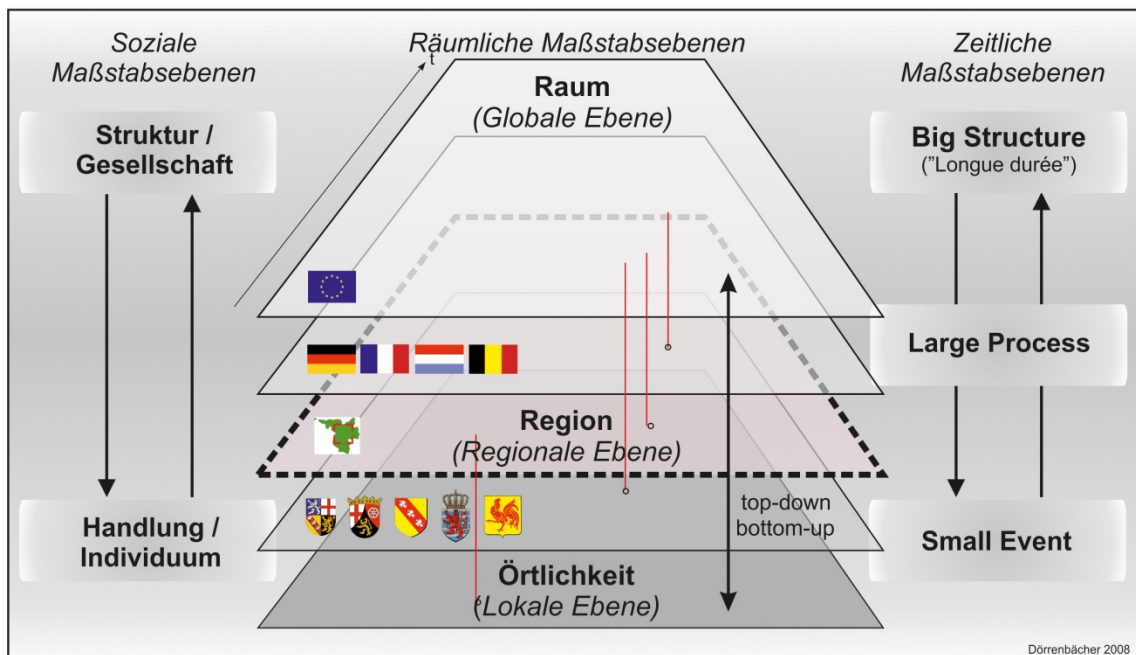 Soziale
Maßstabsebenen
Struktur /
Gesellschaft
Handlung /
Individuum
Räumliche Maßstabsebenen
t
Raum
(Globale Ebene)
Region
(Regionale Ebene)
top-down
bottom-up
Örtlichkeit
(Lokale Ebene)
Zeitliche
Maßstabsebenen
Big Structure
("Longue durée")
Large Process
Small Event
Dörrenbächer 2008